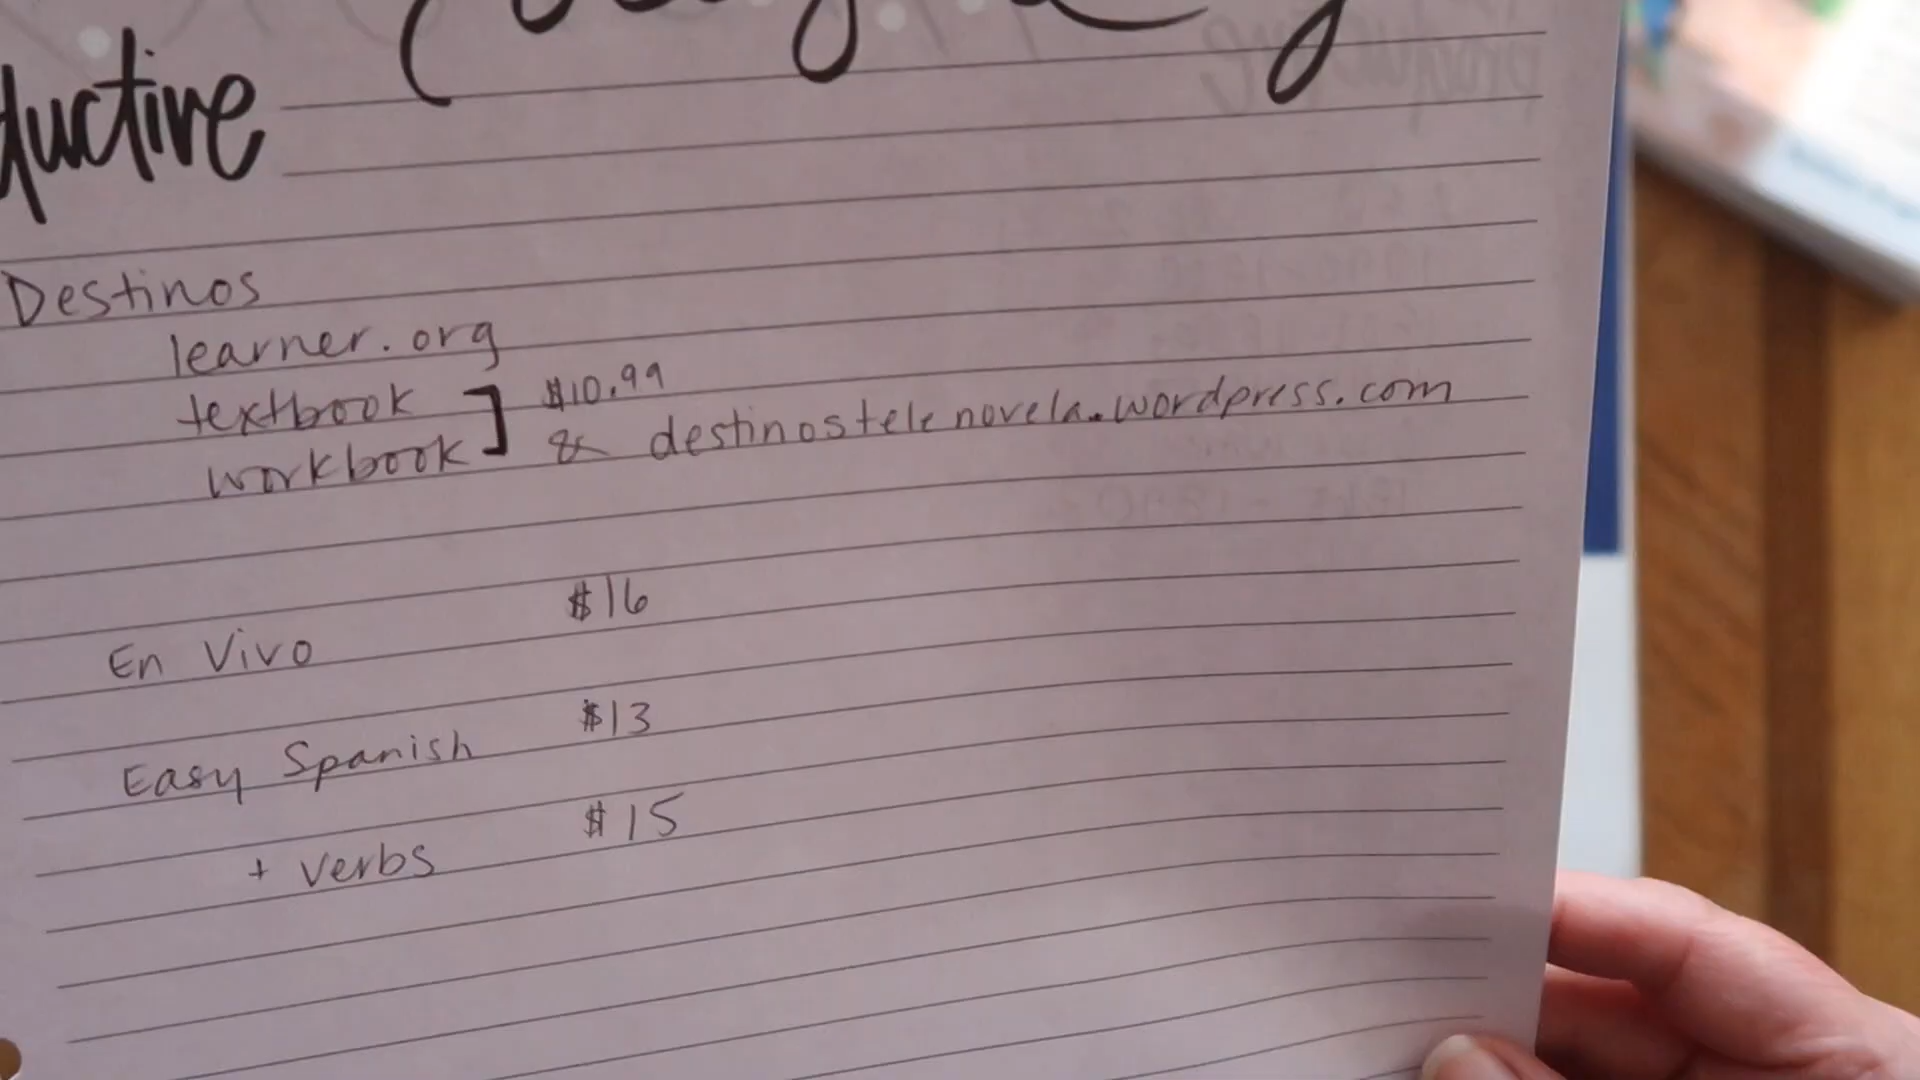 ductive
Destinos
learner.org
textbook ] $10.99
workbook & destinostelenovela.wordpress.com
En Vivo $16
Easy Spanish $13
+ verbs $15